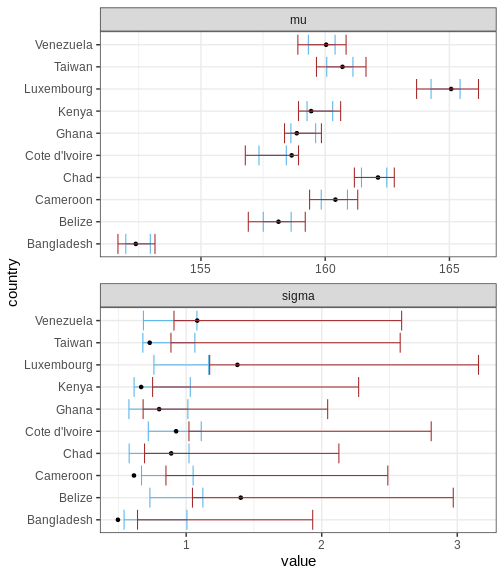 mu
Venezuela
Taiwan
Luxembourg
Kenya
Ghana
Cote d'Ivoire
Chad
Cameroon
Belize
Bangladesh
155 160 165
country
sigma
Venezuela
Taiwan
Luxembourg
Kenya
Ghana
Cote d'Ivoire
Chad
Cameroon
Belize
Bangladesh
1 2 3
value